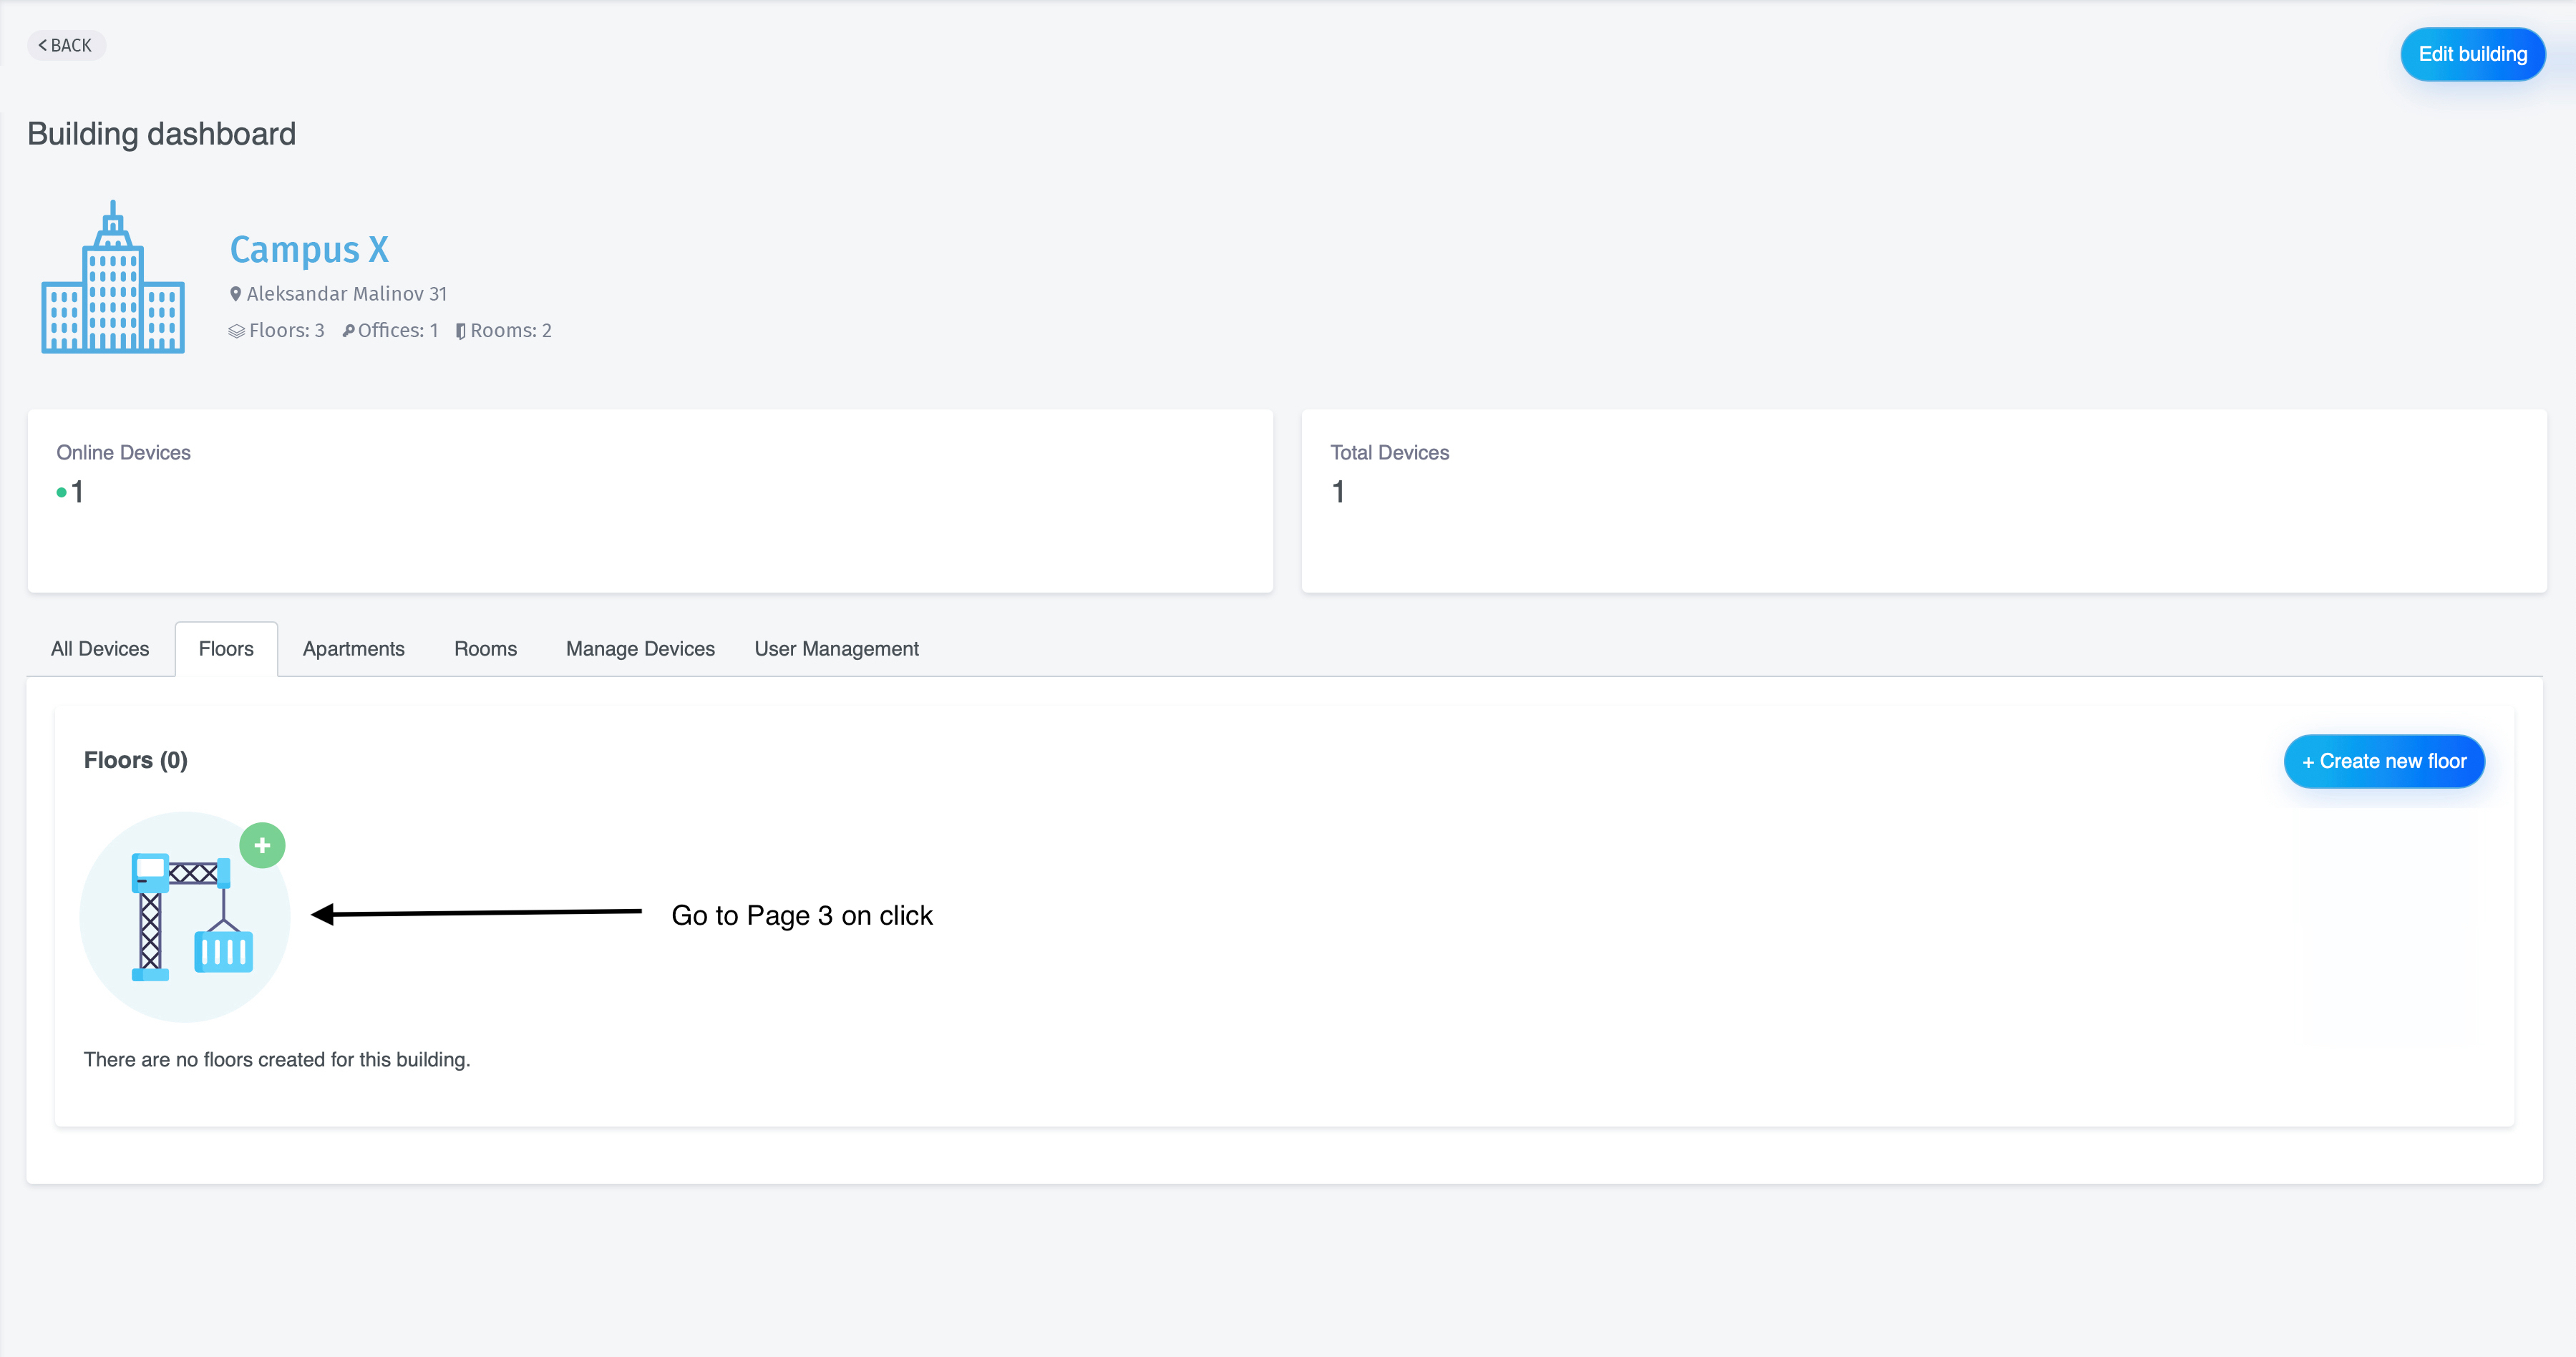 BACK
Edit building
Building dashboard
Campus X
Aleksandar Malinov 31
Floors: 3 Offices: 1 Rooms: 2
Online Devices
1
Total Devices
1
All Devices Floors Apartments Rooms Manage Devices User Management
Floors (0)
+ Create new floor
Go to Page 3 on click
There are no floors created for this building.